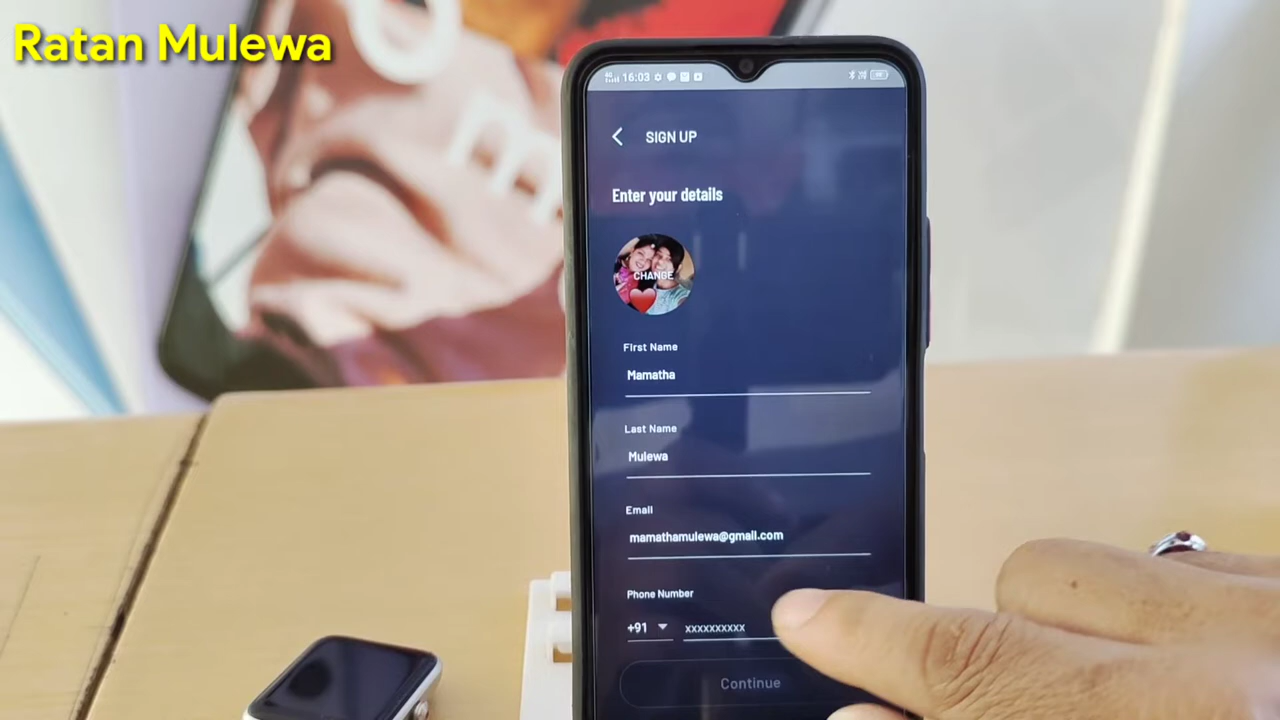 Ratan Mulewa
16:03
SIGN UP
Enter your details
CHANGE
First Name
Mamatha
Last Name
Mulewa
Email
mamathamulewa@gmail.com
Phone Number
+91 xxxxxxxxxx
Continue